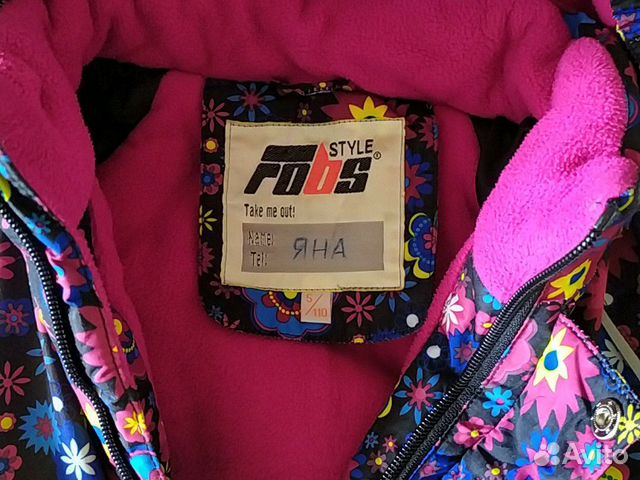 STYLE
Fobs®
Take me out!
Name:
Tel:
ЯНА
5/110
Avito